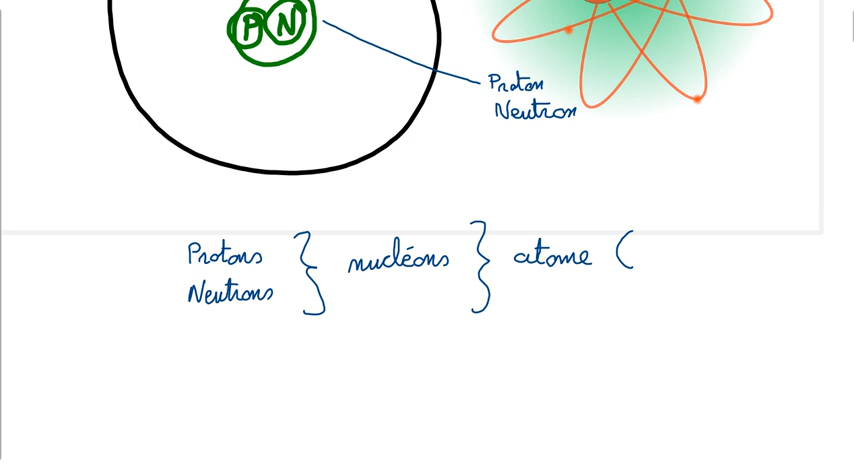 P N
Proton
Neutron
Protons
Neutrons
} nucléons } atome (